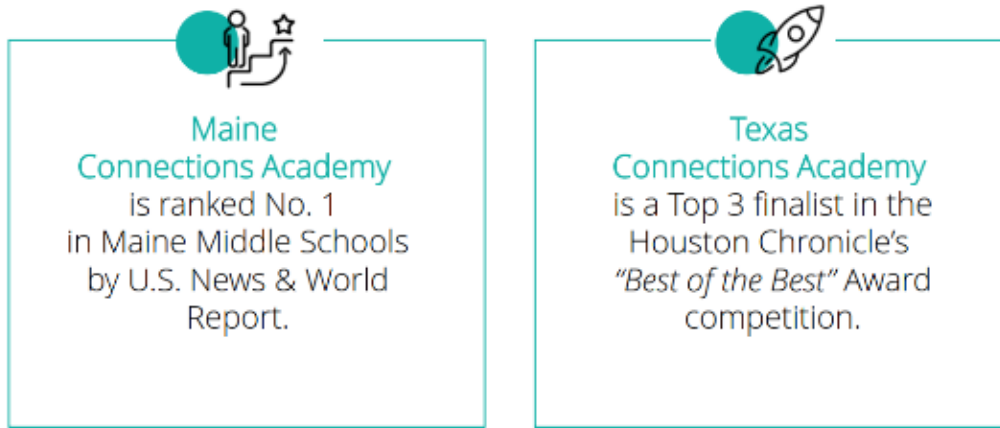 Maine
Connections Academy
is ranked No. 1
in Maine Middle Schools
by U.S. News & World
Report.
Texas
Connections Academy
is a Top 3 finalist in the
Houston Chronicle’s
“Best of the Best” Award
competition.